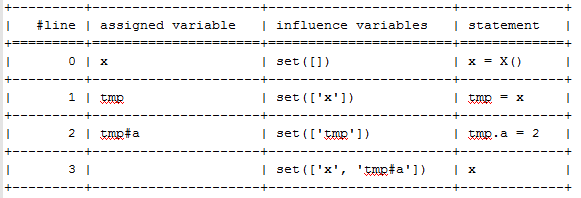 #line | assigned variable | influence variables | statement
0 | x | set([]) | x = X()
1 | tmp | set(['x']) | tmp = x
2 | tmp#a | set(['tmp']) | tmp.a = 2
3 | | set(['x', 'tmp#a']) | x